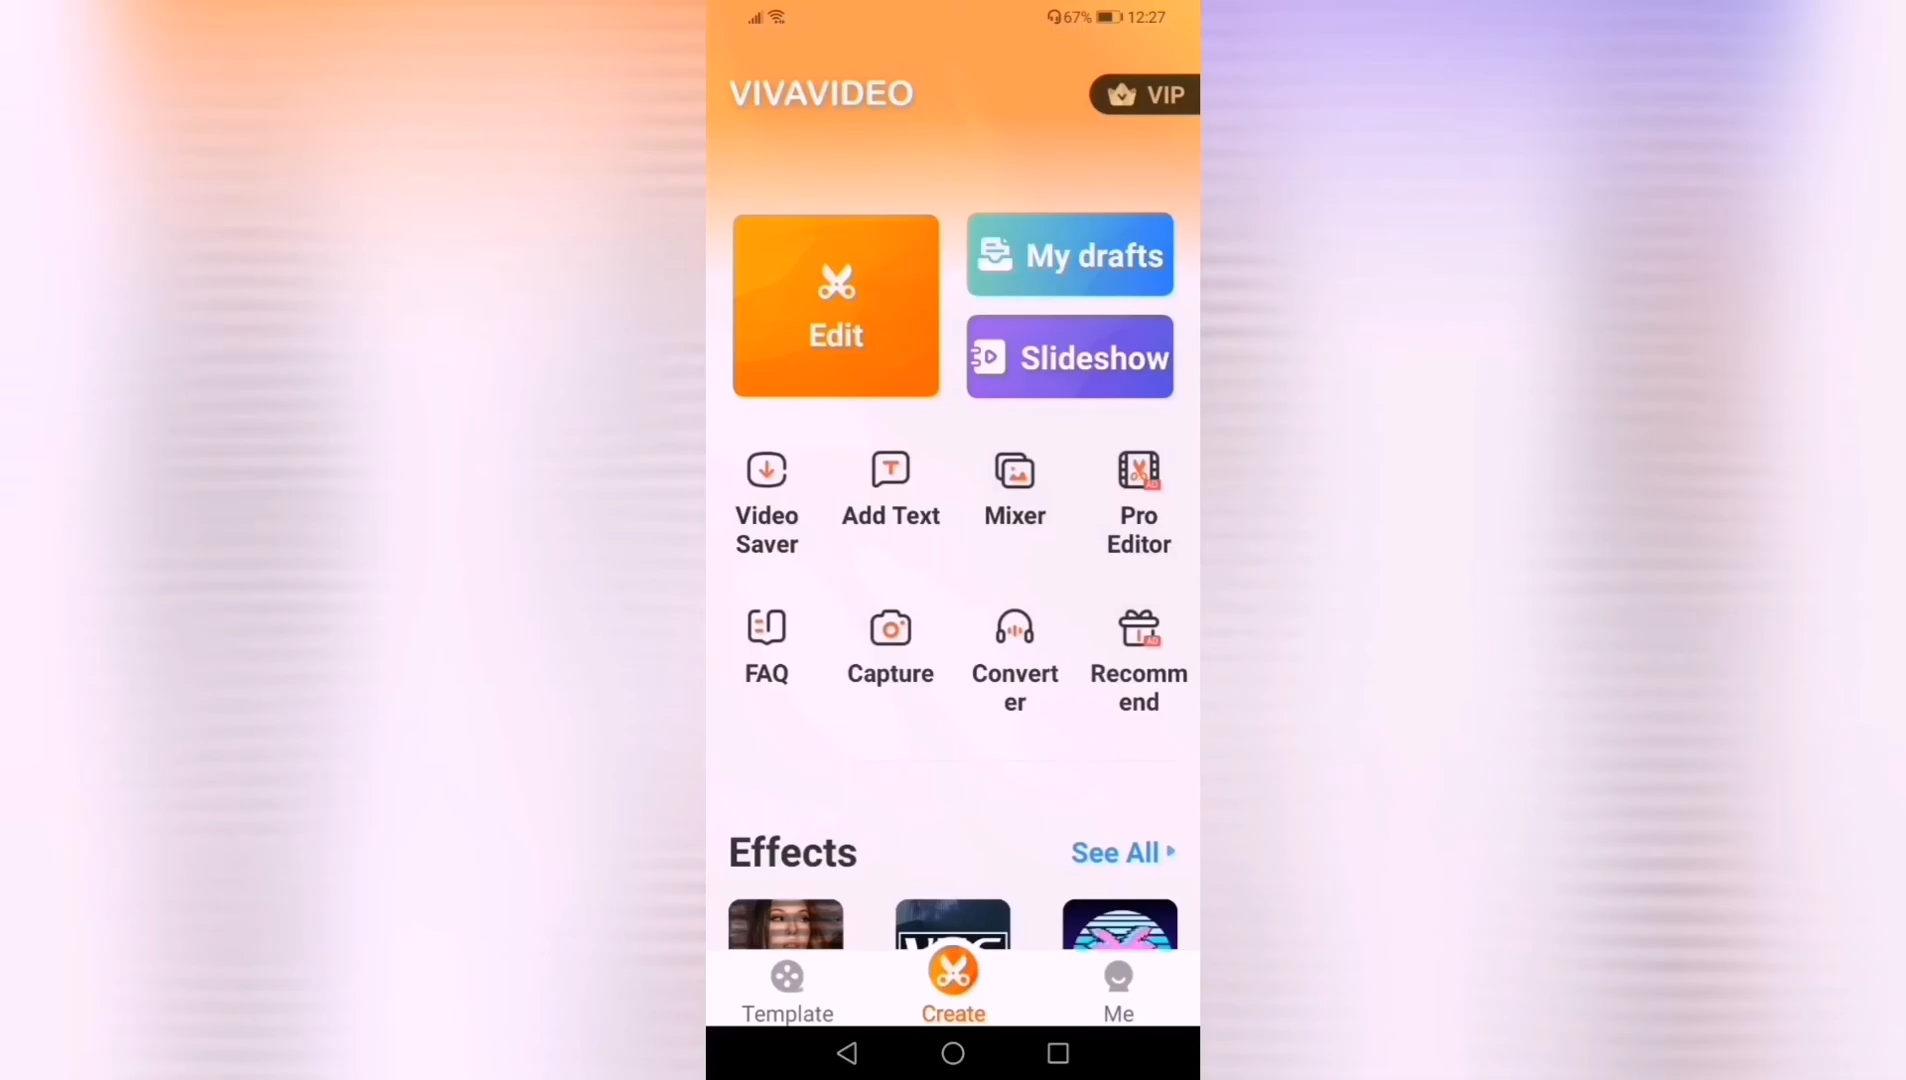 67% 12:27
VIVAVIDEO
VIP
Edit
My drafts
Slideshow
Video
Saver
Add Text
Mixer
Pro
Editor
FAQ
Capture
Convert
er
Recomm
end
Effects
See All
Template
Create
Me